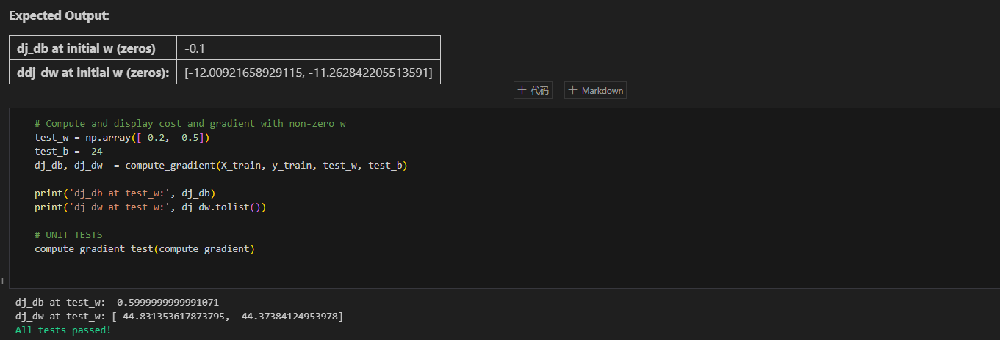 Expected Output:
dj_db at initial w (zeros) -0.1
ddj_dw at initial w (zeros): [-12.00921658929115, -11.262842205513591]
+ 代码 + Markdown
# Compute and display cost and gradient with non-zero w
test_w = np.array([ 0.2, -0.5])
test_b = -24
dj_db, dj_dw  = compute_gradient(X_train, y_train, test_w, test_b)
print('dj_db at test_w:', dj_db)
print('dj_dw at test_w:', dj_dw.tolist())
# UNIT TESTS
compute_gradient_test(compute_gradient)
]
dj_db at test_w: -0.5999999999991071
dj_dw at test_w: [-44.831353617873795, -44.37384124953978]
All tests passed!